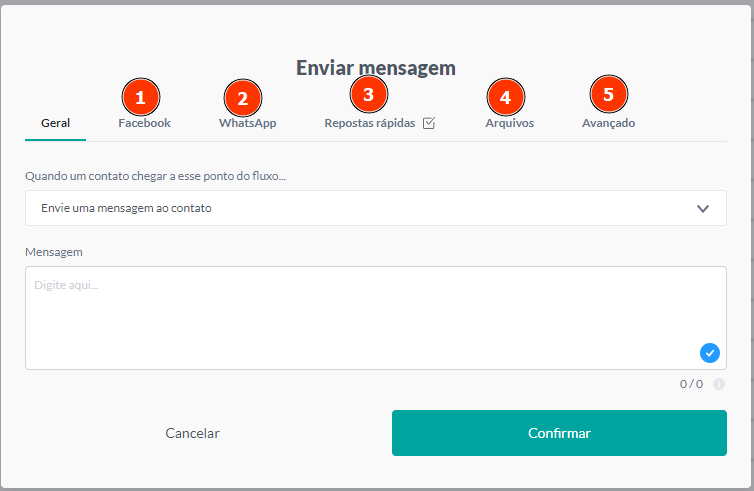 Enviar mensagem
1 2 3 4 5
Geral Facebook WhatsApp Repostas rápidas Arquivos Avançado
Quando um contato chegar a esse ponto do fluxo...
Envie uma mensagem ao contato
Mensagem
Digite aqui...
0 / 0
Cancelar Confirmar